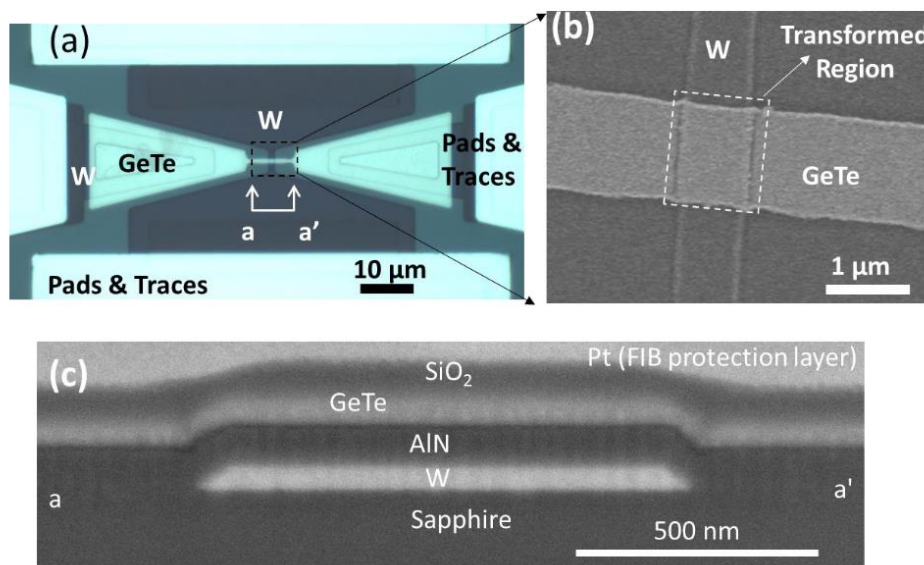 (a)
W
GeTe
W
Pads &
Traces
a
a’
10 µm
Pads & Traces
(b)
W
Transformed
Region
GeTe
1 µm
(c)
Pt (FIB protection layer)
SiO₂
GeTe
AlN
W
a
a'
Sapphire
500 nm